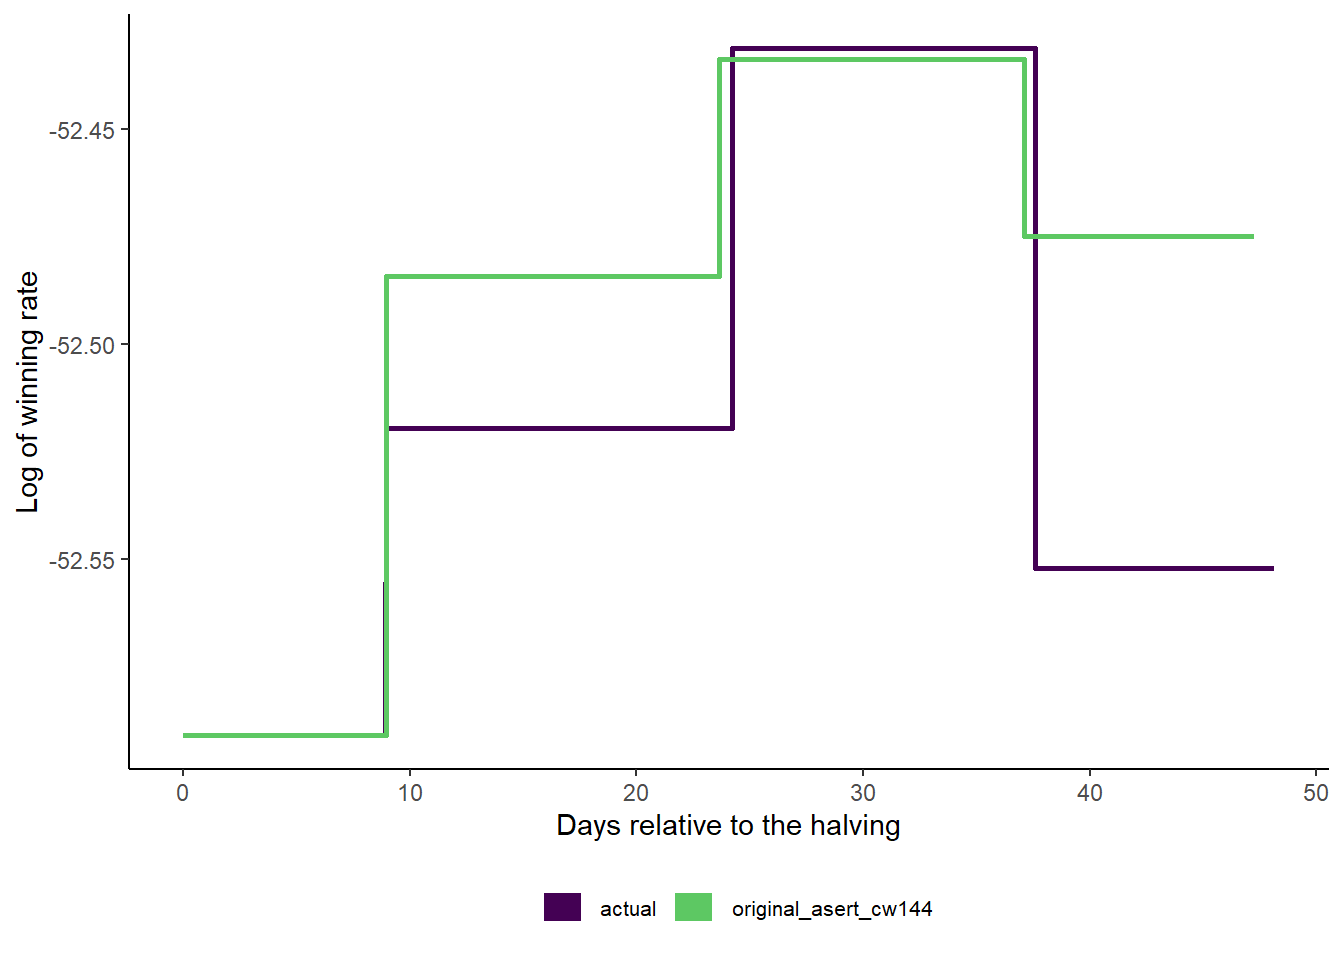 Log of winning rate
-52.45
-52.50
-52.55
0 10 20 30 40 50
Days relative to the halving
actual original_asert_cw144